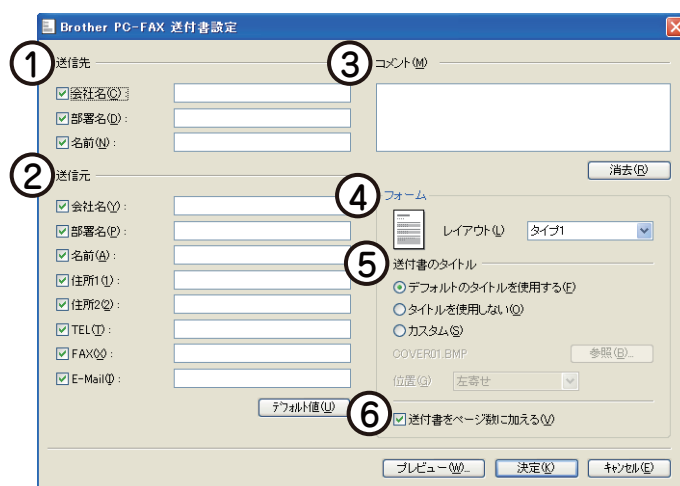 Brother PC-FAX 送付書設定
① 送信先
会社名(C) :
部署名(D) :
名前(N) :
② 送信元
会社名(Y) :
部署名(P) :
名前(A) :
住所1(1) :
住所2(2) :
TEL(T) :
FAX(X) :
E-Mail(I) :
デフォルト値(U)
③ コメント(M)
消去(R)
④ フォーム
レイアウト(L) タイプ1
⑤ 送付書のタイトル
デフォルトのタイトルを使用する(F)
タイトルを使用しない(O)
カスタム(S)
COVER01.BMP 参照(B)...
位置(G) 左寄せ
⑥ 送付書をページ数に加える(V)
プレビュー(W)... 決定(K) キャンセル(E)